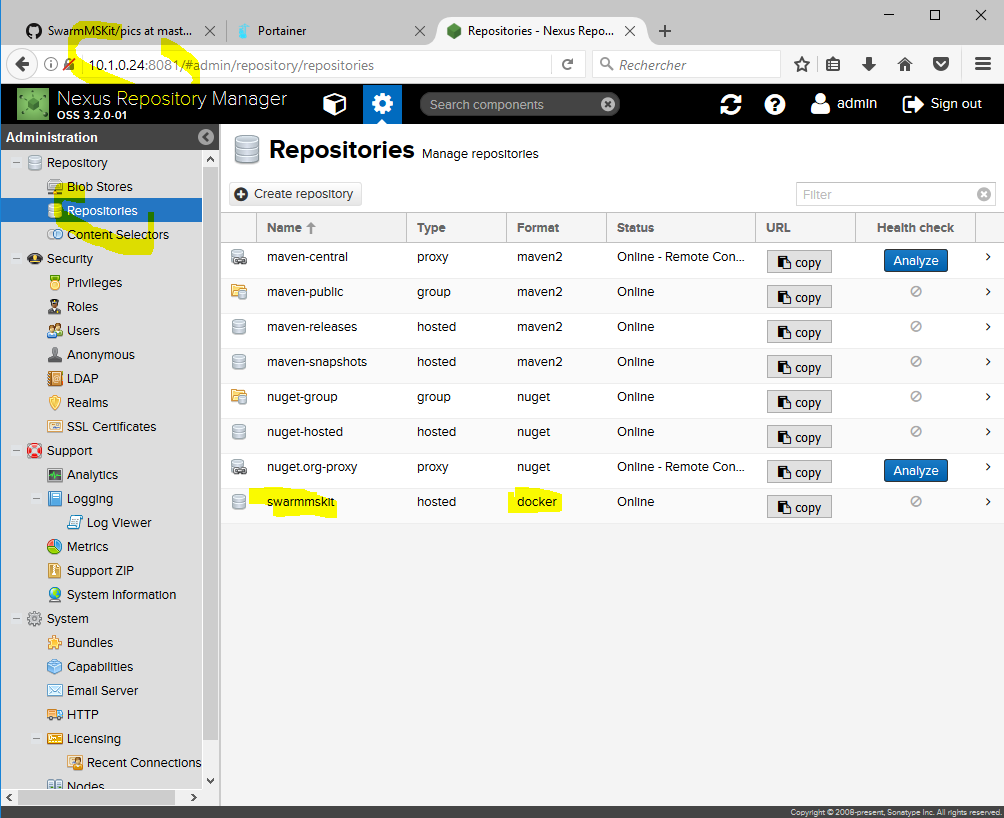 SwarmMSKit/pics at mast...
Portainer
Repositories - Nexus Repo...
10.1.0.24:8081/#admin/repository/repositories
Rechercher
Nexus Repository Manager
OSS 3.2.0-01
Search components
admin
Sign out
Administration
Repository
Blob Stores
Repositories
Content Selectors
Security
Privileges
Roles
Users
Anonymous
LDAP
Realms
SSL Certificates
Support
Analytics
Logging
Log Viewer
Metrics
Support ZIP
System Information
System
Bundles
Capabilities
Email Server
HTTP
Licensing
Recent Connections
Nodes
Repositories Manage repositories
Create repository
Filter
Name Type Format Status URL Health check
maven-central proxy maven2 Online - Remote Con... copy Analyze
maven-public group maven2 Online copy
maven-releases hosted maven2 Online copy
maven-snapshots hosted maven2 Online copy
nuget-group group nuget Online copy
nuget-hosted hosted nuget Online copy
nuget.org-proxy proxy nuget Online - Remote Con... copy Analyze
swarmmskit hosted docker Online copy
Copyright © 2008-present, Sonatype Inc. All rights reserved.